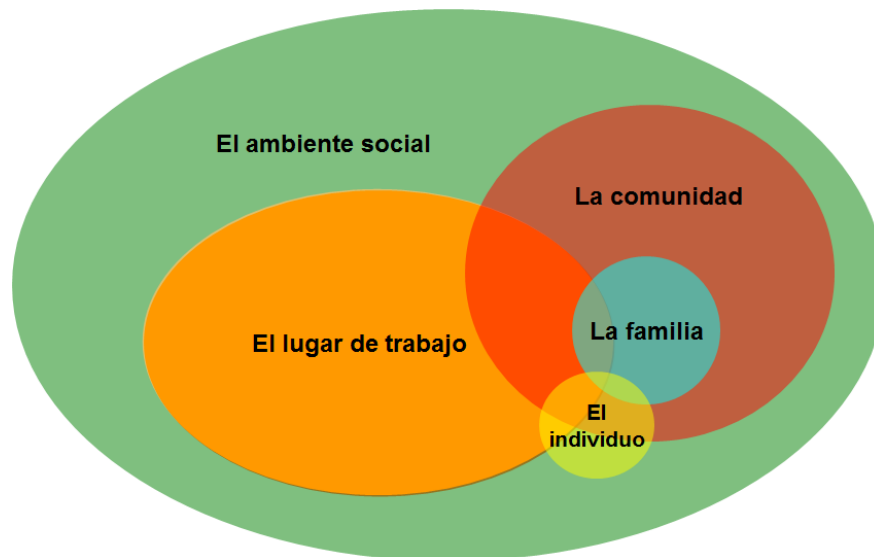 El ambiente social
La comunidad
La familia
El lugar de trabajo
El
individuo